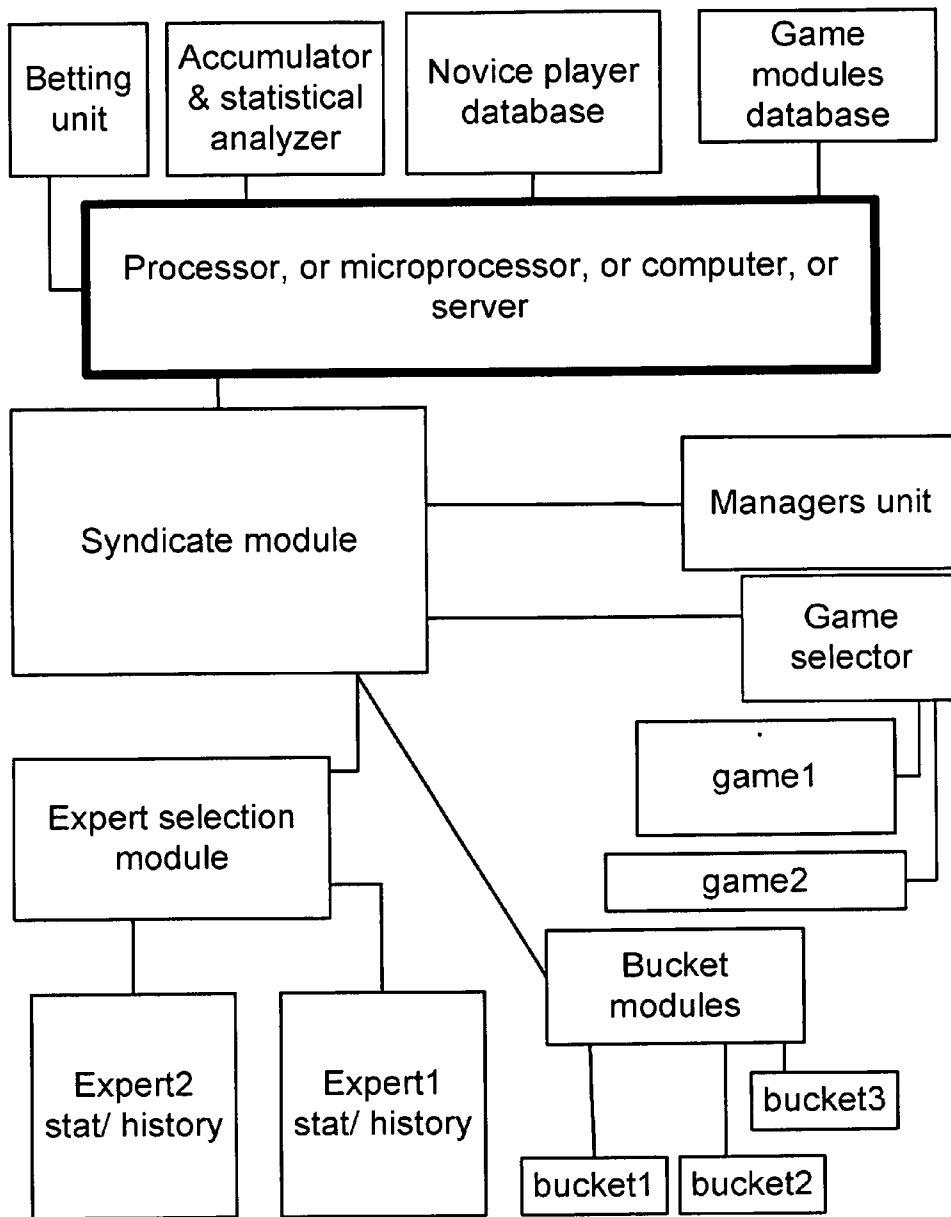 Betting
unit
Accumulator
& statistical
analyzer
Novice player
database
Game
modules
database
Processor, or microprocessor, or computer, or
server
Syndicate module
Managers unit
Game
selector
game1
game2
Expert selection
module
Bucket
modules
Expert2
stat/ history
Expert1
stat/ history
bucket3
bucket1
bucket2